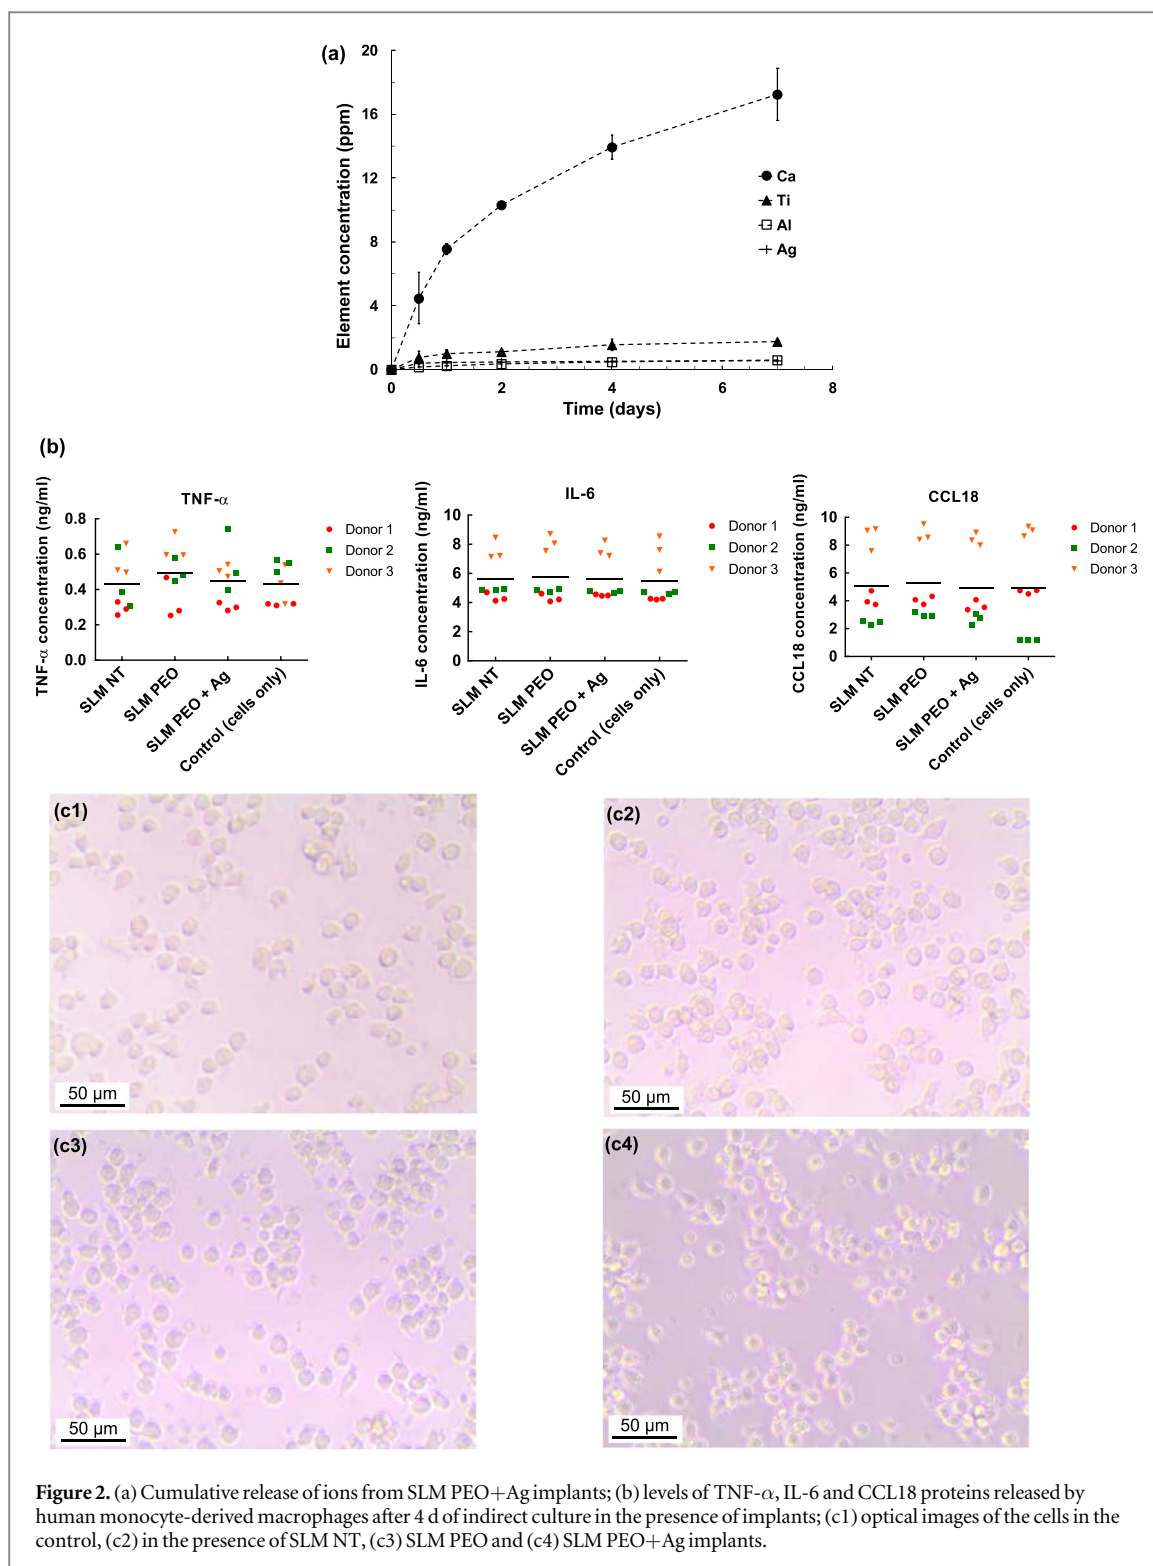 (a)
20
16
12
8
4
0
Element concentration (ppm)
Ca
Ti
Al
Ag
0
2
4
6
8
Time (days)
(b)
TNF-α
TNF-α concentration (ng/ml)
0.8
0.6
0.4
0.2
0.0
Donor 1
Donor 2
Donor 3
SLM NT
SLM PEO
SLM PEO + Ag
Control (cells only)
IL-6
IL-6 concentration (ng/ml)
10
8
6
4
2
0
Donor 1
Donor 2
Donor 3
SLM NT
SLM PEO
SLM PEO + Ag
Control (cells only)
CCL18
CCL18 concentration (ng/ml)
10
8
6
4
2
0
Donor 1
Donor 2
Donor 3
SLM NT
SLM PEO
SLM PEO + Ag
Control (cells only)
(c1)
50 µm
(c2)
50 µm
(c3)
50 µm
(c4)
50 µm
Figure 2. (a) Cumulative release of ions from SLM PEO+Ag implants; (b) levels of TNF-α, IL-6 and CCL18 proteins released by
human monocyte-derived macrophages after 4 d of indirect culture in the presence of implants; (c1) optical images of the cells in the
control, (c2) in the presence of SLM NT, (c3) SLM PEO and (c4) SLM PEO+Ag implants.